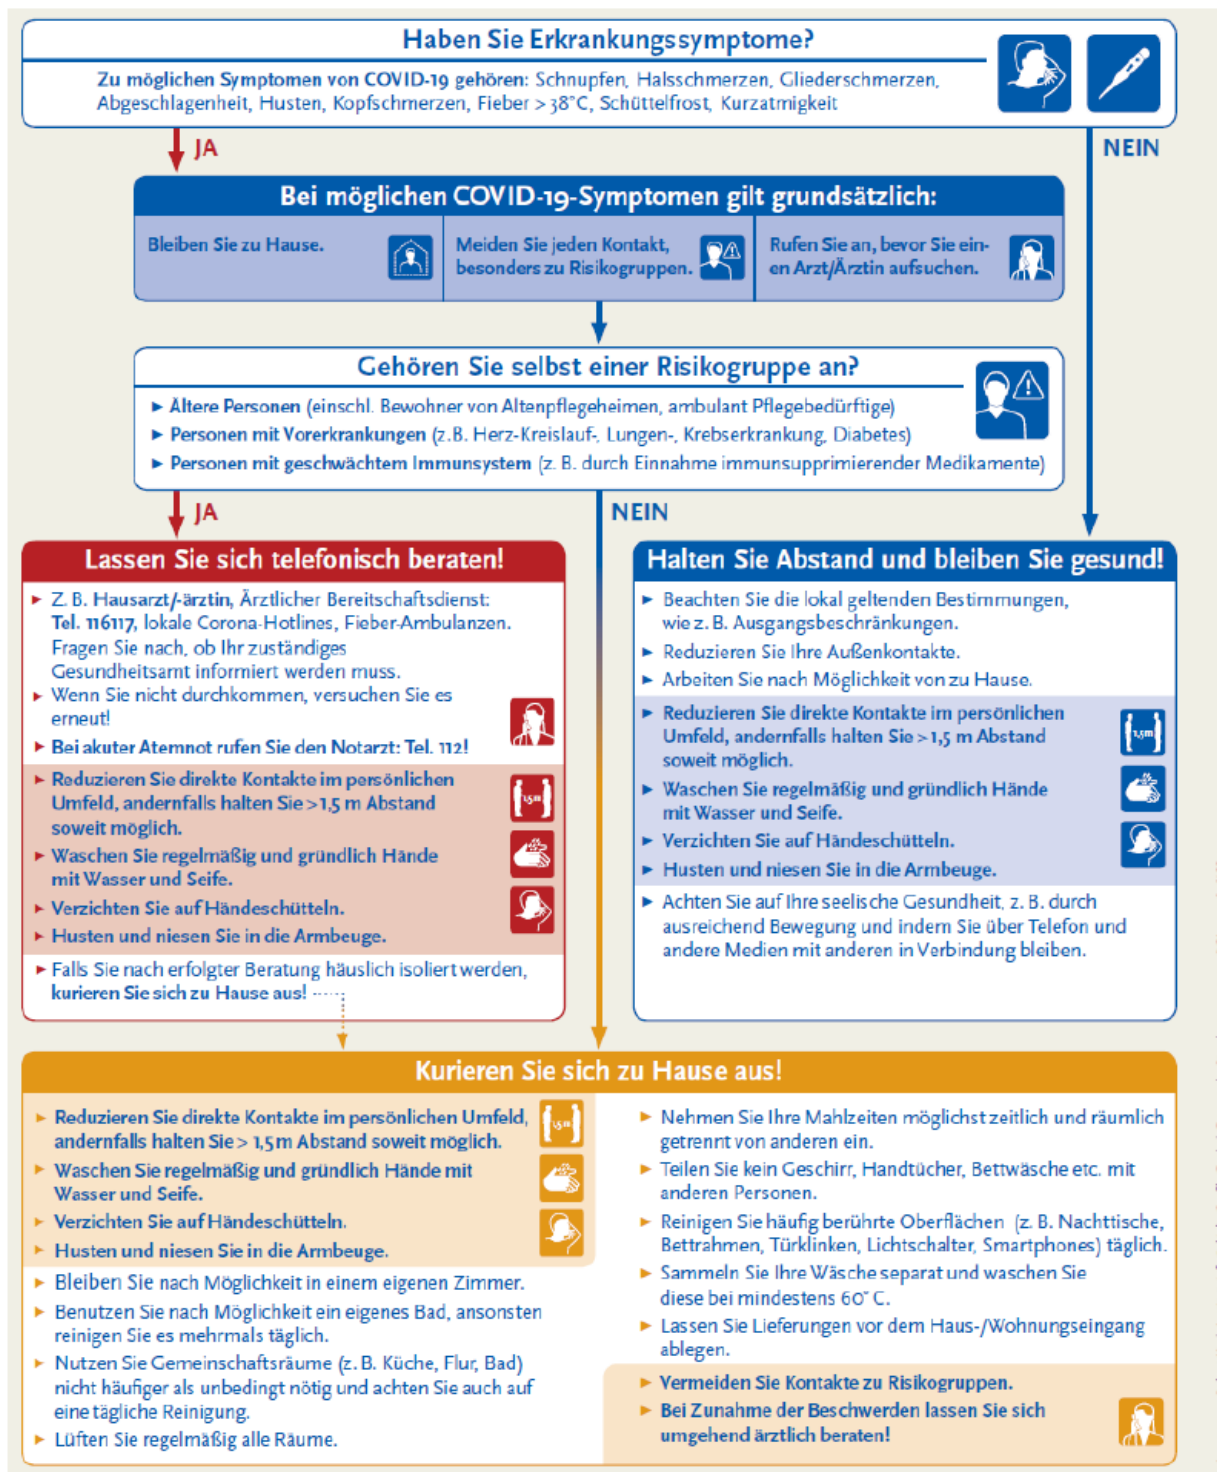 Haben Sie Erkrankungssymptome?
Zu möglichen Symptomen von COVID-19 gehören: Schnupfen, Halsschmerzen, Gliederschmerzen,
Abgeschlagenheit, Husten, Kopfschmerzen, Fieber > 38°C, Schüttelfrost, Kurzatmigkeit
JA
NEIN
Bei möglichen COVID-19-Symptomen gilt grundsätzlich:
Bleiben Sie zu Hause.
Meiden Sie jeden Kontakt,
besonders zu Risikogruppen.
Rufen Sie an, bevor Sie ein-
en Arzt/Ärztin aufsuchen.
Gehören Sie selbst einer Risikogruppe an?
► Ältere Personen (einschl. Bewohner von Altenpflegeheimen, ambulant Pflegebedürftige)
► Personen mit Vorerkrankungen (z.B. Herz-Kreislauf-, Lungen-, Krebserkrankung, Diabetes)
► Personen mit geschwächtem Immunsystem (z. B. durch Einnahme immunsupprimierender Medikamente)
JA
NEIN
Lassen Sie sich telefonisch beraten!
► Z. B. Hausarzt/-ärztin, Ärztlicher Bereitschaftsdienst:
Tel. 116117, lokale Corona-Hotlines, Fieber-Ambulanzen.
Fragen Sie nach, ob Ihr zuständiges
Gesundheitsamt informiert werden muss.
► Wenn Sie nicht durchkommen, versuchen Sie es
erneut!
► Bei akuter Atemnot rufen Sie den Notarzt: Tel. 112!
► Reduzieren Sie direkte Kontakte im persönlichen
Umfeld, andernfalls halten Sie >1,5 m Abstand
soweit möglich.
1,5m
► Waschen Sie regelmäßig und gründlich Hände
mit Wasser und Seife.
► Verzichten Sie auf Händeschütteln.
► Husten und niesen Sie in die Armbeuge.
► Falls Sie nach erfolgter Beratung häuslich isoliert werden,
kurieren Sie sich zu Hause aus!
Halten Sie Abstand und bleiben Sie gesund!
► Beachten Sie die lokal geltenden Bestimmungen,
wie z. B. Ausgangsbeschränkungen.
► Reduzieren Sie Ihre Außenkontakte.
► Arbeiten Sie nach Möglichkeit von zu Hause.
► Reduzieren Sie direkte Kontakte im persönlichen
Umfeld, andernfalls halten Sie >1,5 m Abstand
soweit möglich.
1,5m
► Waschen Sie regelmäßig und gründlich Hände
mit Wasser und Seife.
► Verzichten Sie auf Händeschütteln.
► Husten und niesen Sie in die Armbeuge.
► Achten Sie auf Ihre seelische Gesundheit, z. B. durch
ausreichend Bewegung und indem Sie über Telefon und
andere Medien mit anderen in Verbindung bleiben.
Kurieren Sie sich zu Hause aus!
► Reduzieren Sie direkte Kontakte im persönlichen Umfeld,
andernfalls halten Sie > 1,5 m Abstand soweit möglich.
1,5m
► Waschen Sie regelmäßig und gründlich Hände mit
Wasser und Seife.
► Verzichten Sie auf Händeschütteln.
► Husten und niesen Sie in die Armbeuge.
► Bleiben Sie nach Möglichkeit in einem eigenen Zimmer.
► Benutzen Sie nach Möglichkeit ein eigenes Bad, ansonsten
reinigen Sie es mehrmals täglich.
► Nutzen Sie Gemeinschaftsräume (z. B. Küche, Flur, Bad)
nicht häufiger als unbedingt nötig und achten Sie auch auf
eine tägliche Reinigung.
► Lüften Sie regelmäßig alle Räume.
► Nehmen Sie Ihre Mahlzeiten möglichst zeitlich und räumlich
getrennt von anderen ein.
► Teilen Sie kein Geschirr, Handtücher, Bettwäsche etc. mit
anderen Personen.
► Reinigen Sie häufig berührte Oberflächen (z. B. Nachttische,
Bettrahmen, Türklinken, Lichtschalter, Smartphones) täglich.
► Sammeln Sie Ihre Wäsche separat und waschen Sie
diese bei mindestens 60° C.
► Lassen Sie Lieferungen vor dem Haus-/Wohnungseingang
ablegen.
► Vermeiden Sie Kontakte zu Risikogruppen.
► Bei Zunahme der Beschwerden lassen Sie sich
umgehend ärztlich beraten!